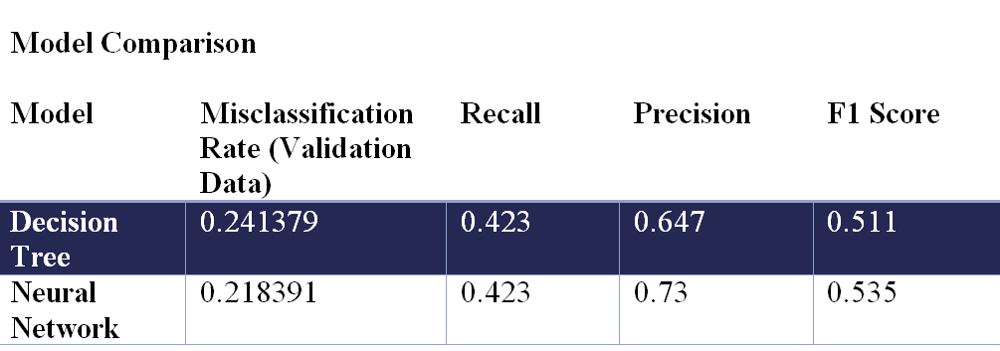 Model Comparison
Model Misclassification Recall Precision F1 Score
Rate (Validation
Data)
Decision 0.241379 0.423 0.647 0.511
Tree
Neural 0.218391 0.423 0.73 0.535
Network